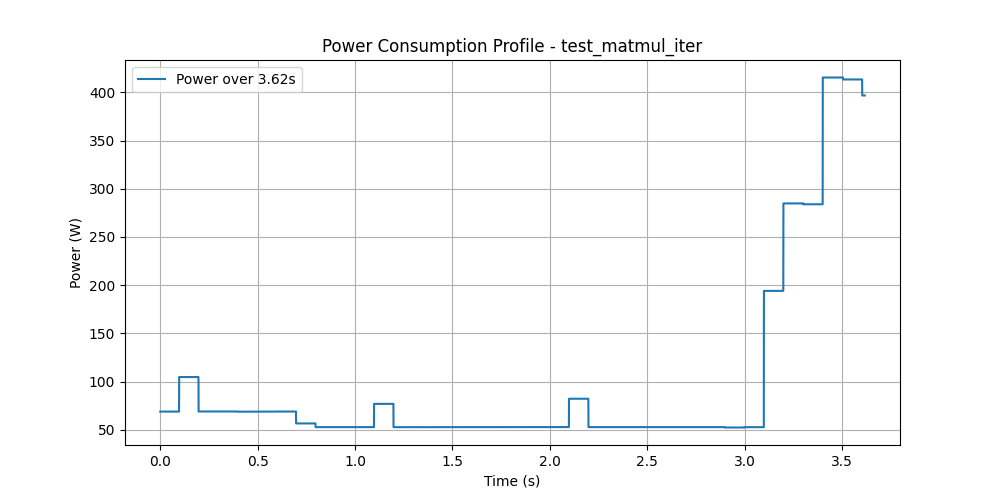 Power Consumption Profile - test_matmul_iter
Power over 3.62s
400
350
300
250
200
150
100
50
Power (W)
0.0 0.5 1.0 1.5 2.0 2.5 3.0 3.5
Time (s)